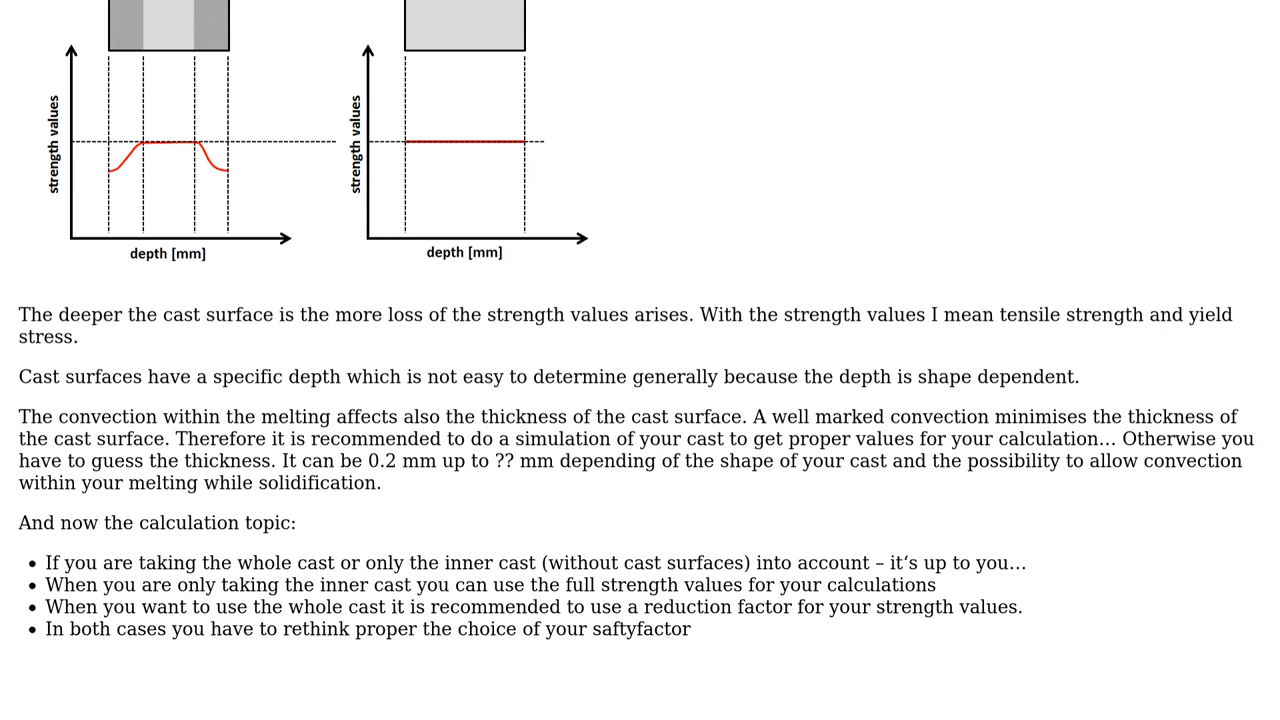 strength values
depth [mm]
strength values
depth [mm]
The deeper the cast surface is the more loss of the strength values arises. With the strength values I mean tensile strength and yield
stress.
Cast surfaces have a specific depth which is not easy to determine generally because the depth is shape dependent.
The convection within the melting affects also the thickness of the cast surface. A well marked convection minimises the thickness of
the cast surface. Therefore it is recommended to do a simulation of your cast to get proper values for your calculation… Otherwise you
have to guess the thickness. It can be 0.2 mm up to ?? mm depending of the shape of your cast and the possibility to allow convection
within your melting while solidification.
And now the calculation topic:
• If you are taking the whole cast or only the inner cast (without cast surfaces) into account – it‘s up to you…
• When you are only taking the inner cast you can use the full strength values for your calculations
• When you want to use the whole cast it is recommended to use a reduction factor for your strength values.
• In both cases you have to rethink proper the choice of your saftyfactor